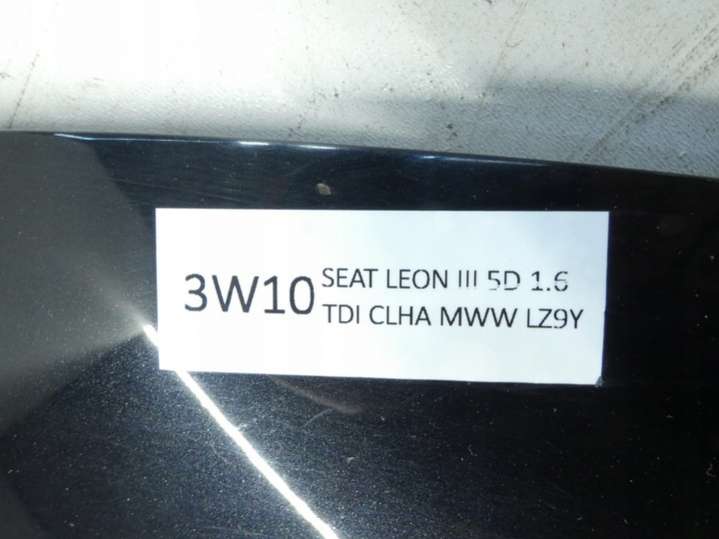 3W10
SEAT LEON III 5D 1.6
TDI CLHA MWW LZ9Y